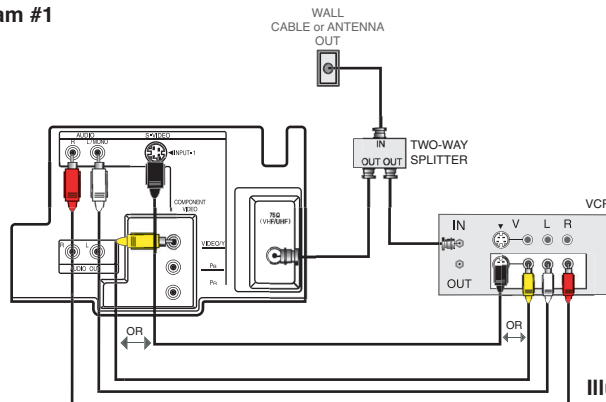 am #1
WALL
CABLE or ANTENNA
OUT
IN
OUT OUT
TWO-WAY
SPLITTER
AUDIO
R L/MONO
S-VIDEO
INPUT-1
COMPONENT
VIDEO
75Ω
(VHF/UHF)
VIDEO/Y
PB
PR
R L
AUDIO OUT
VCR
IN V L R
OUT
OR
OR
Illu